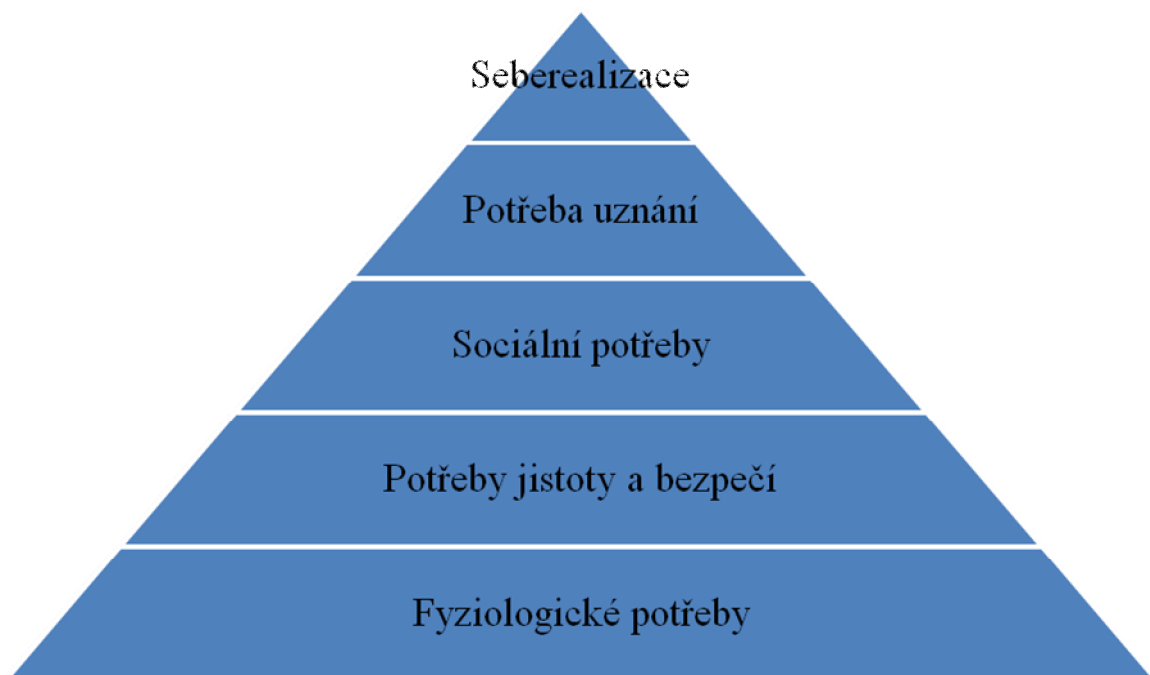 Seberealizace
Potřeba uznání
Sociální potřeby
Potřeby jistoty a bezpečí
Fyziologické potřeby